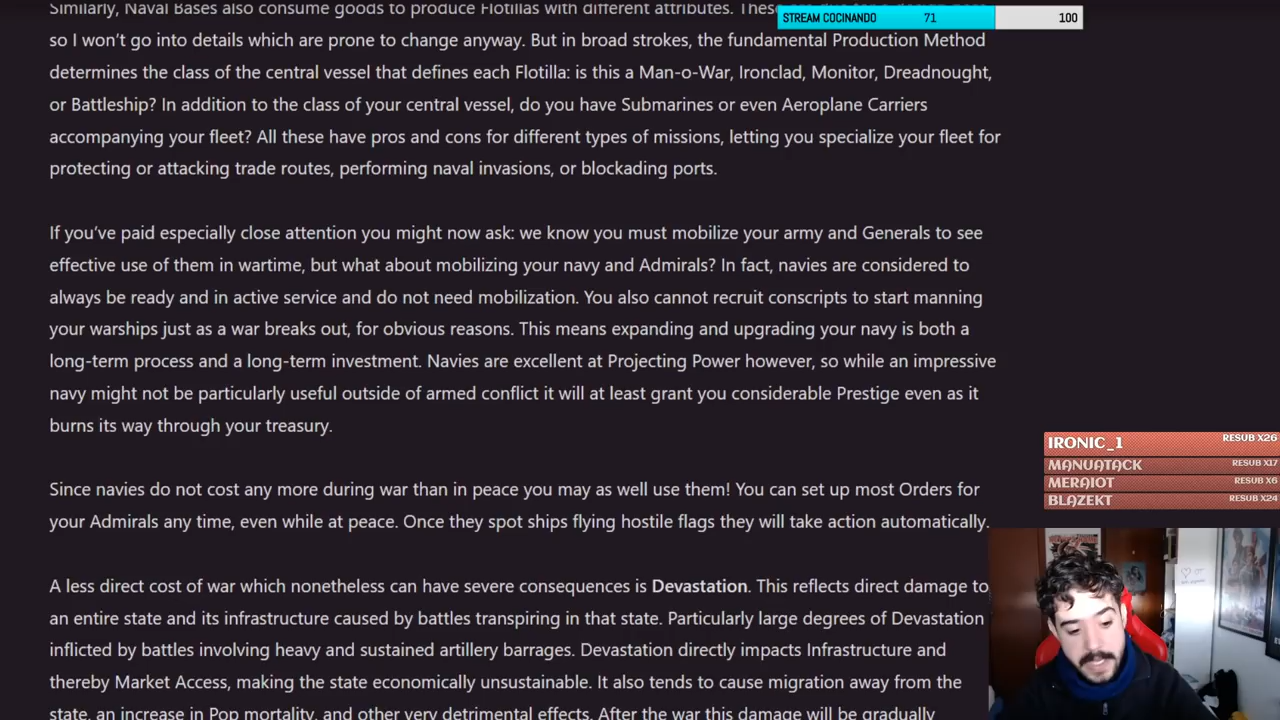 Similarly, Naval Bases also consume goods to produce Flotillas with different attributes. These
STREAM COCINANDO 71 100
so I won't go into details which are prone to change anyway. But in broad strokes, the fundamental Production Method
determines the class of the central vessel that defines each Flotilla: is this a Man-o-War, Ironclad, Monitor, Dreadnought,
or Battleship? In addition to the class of your central vessel, do you have Submarines or even Aeroplane Carriers
accompanying your fleet? All these have pros and cons for different types of missions, letting you specialize your fleet for
protecting or attacking trade routes, performing naval invasions, or blockading ports.
If you've paid especially close attention you might now ask: we know you must mobilize your army and Generals to see
effective use of them in wartime, but what about mobilizing your navy and Admirals? In fact, navies are considered to
always be ready and in active service and do not need mobilization. You also cannot recruit conscripts to start manning
your warships just as a war breaks out, for obvious reasons. This means expanding and upgrading your navy is both a
long-term process and a long-term investment. Navies are excellent at Projecting Power however, so while an impressive
navy might not be particularly useful outside of armed conflict it will at least grant you considerable Prestige even as it
burns its way through your treasury.
IRONIC_1 RESUB X26
MANUATACK RESUB X17
MERAIOT RESUB X6
BLAZEKT RESUB X24
Since navies do not cost any more during war than in peace you may as well use them! You can set up most Orders for
your Admirals any time, even while at peace. Once they spot ships flying hostile flags they will take action automatically.
A less direct cost of war which nonetheless can have severe consequences is Devastation. This reflects direct damage to
an entire state and its infrastructure caused by battles transpiring in that state. Particularly large degrees of Devastation
inflicted by battles involving heavy and sustained artillery barrages. Devastation directly impacts Infrastructure and
thereby Market Access, making the state economically unsustainable. It also tends to cause migration away from the
state, an increase in Pop mortality, and other very detrimental effects. After the war this damage will be gradually